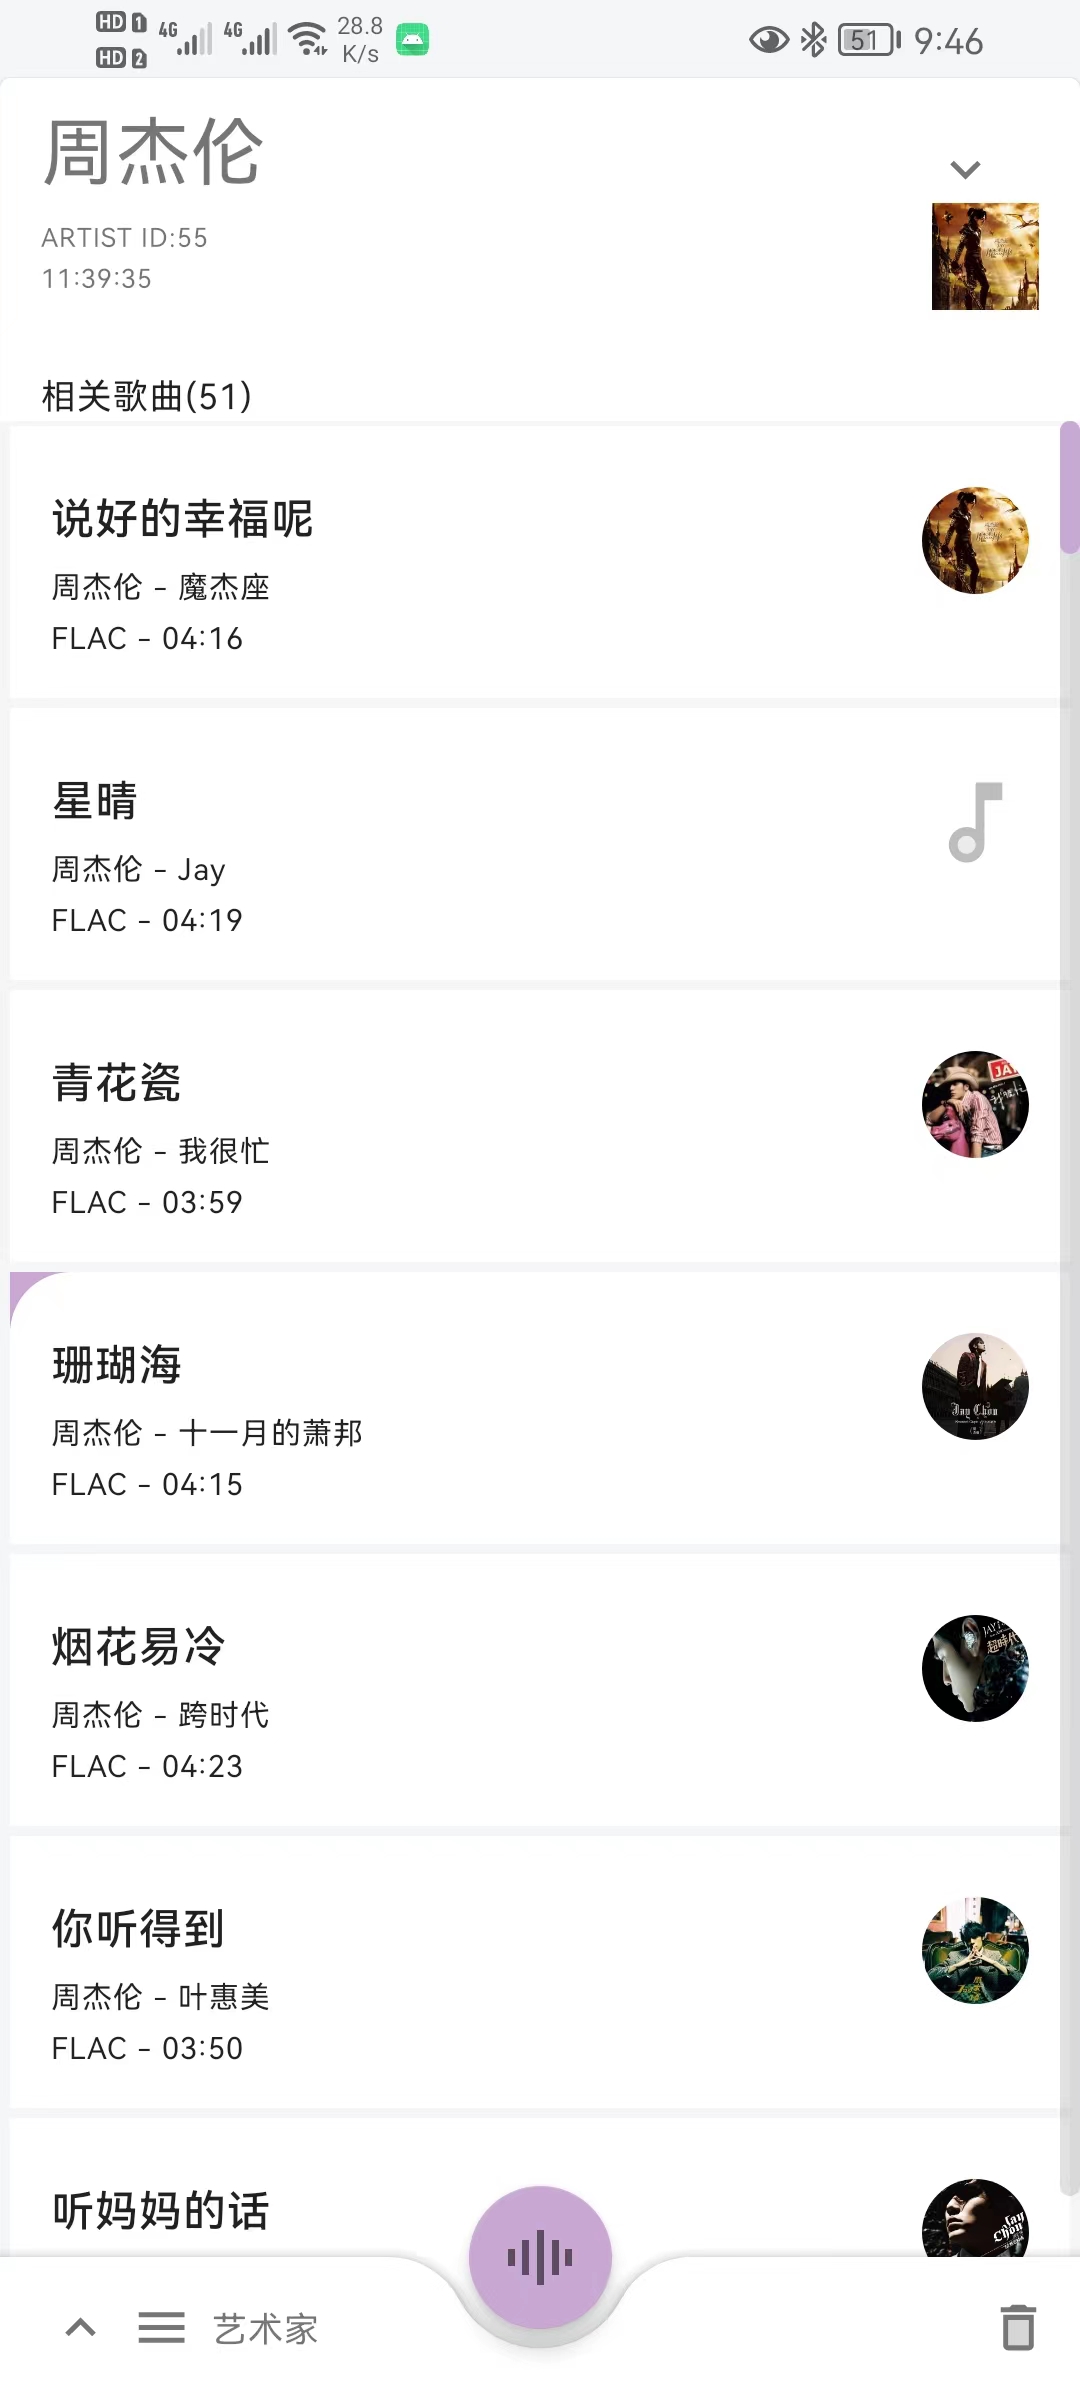 HD 1 4G 4G 28.8 51 9:46
HD 2 K/s
周杰伦
ARTIST ID:55
11:39:35
相关歌曲(51)
说好的幸福呢
周杰伦 - 魔杰座
FLAC - 04:16
星晴
周杰伦 - Jay
FLAC - 04:19
青花瓷
周杰伦 - 我很忙
FLAC - 03:59
珊瑚海
周杰伦 - 十一月的萧邦
FLAC - 04:15
Jay Chou
烟花易冷
周杰伦 - 跨时代
FLAC - 04:23
你听得到
周杰伦 - 叶惠美
FLAC - 03:50
听妈妈的话
Jay
Chou
艺术家